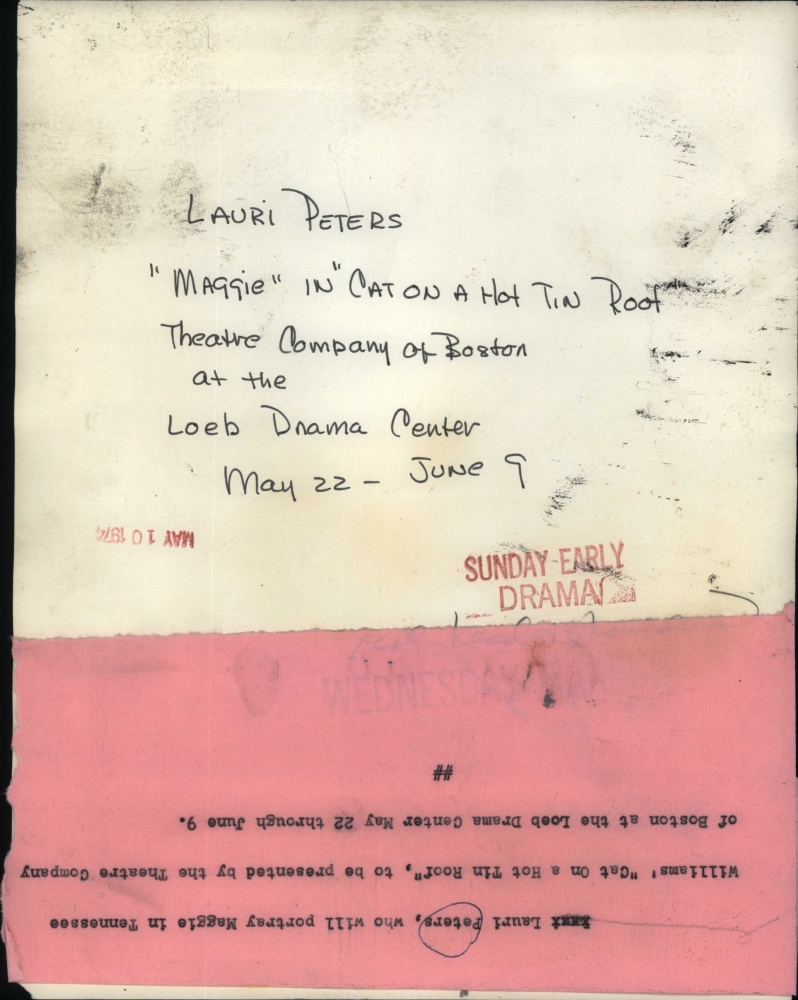 LAURI PETERS
"MAGGIE" IN "CAT ON A HOT TIN ROOF
Theatre Company of Boston
at the
Loeb Drama Center
May 22 - JUNE 9
MAY 10 1974
SUNDAY EARLY
DRAMA
WEDNESDAY
Lauri Peters, who will portray Maggie in Tennessee
Williams' "Cat On a Hot Tin Roof", to be presented by the Theatre Company
of Boston at the Loeb Drama Center May 22 through June 9.
##